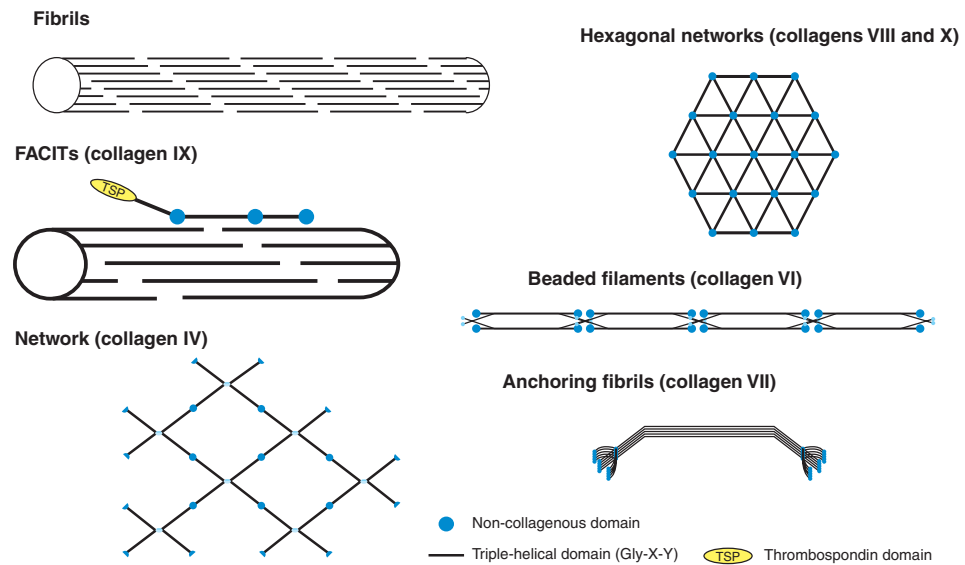 Fibrils
Hexagonal networks (collagens VIII and X)
FACITs (collagen IX)
TSP
Beaded filaments (collagen VI)
Network (collagen IV)
Anchoring fibrils (collagen VII)
Non-collagenous domain
Triple-helical domain (Gly-X-Y)
TSP Thrombospondin domain